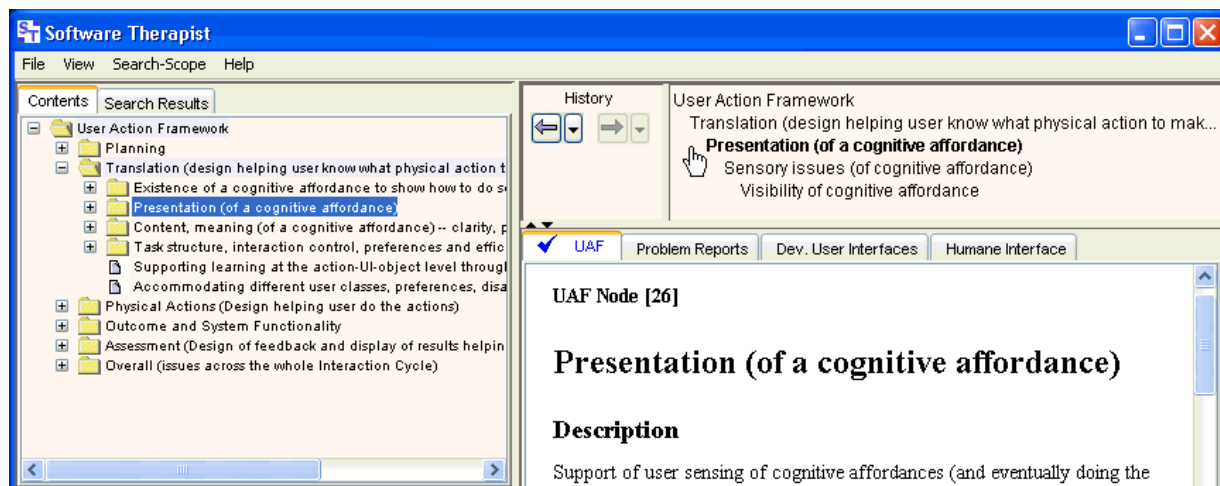 Software Therapist
File View Search-Scope Help
Contents Search Results
User Action Framework
Planning
Translation (design helping user know what physical action t
Existence of a cognitive affordance to show how to do s
Presentation (of a cognitive affordance)
Content, meaning (of a cognitive affordance) -- clarity, p
Task structure, interaction control, preferences and effic
Supporting learning at the action-UI-object level throug
Accommodating different user classes, preferences, disa
Physical Actions (Design helping user do the actions)
Outcome and System Functionality
Assessment (Design of feedback and display of results helpin
Overall (issues across the whole Interaction Cycle)
History
User Action Framework
Translation (design helping user know what physical action to mak...
Presentation (of a cognitive affordance)
Sensory issues (of cognitive affordance)
Visibility of cognitive affordance
UAF Problem Reports Dev. User Interfaces Humane Interface
UAF Node [26]
Presentation (of a cognitive affordance)
Description
Support of user sensing of cognitive affordances (and eventually doing the